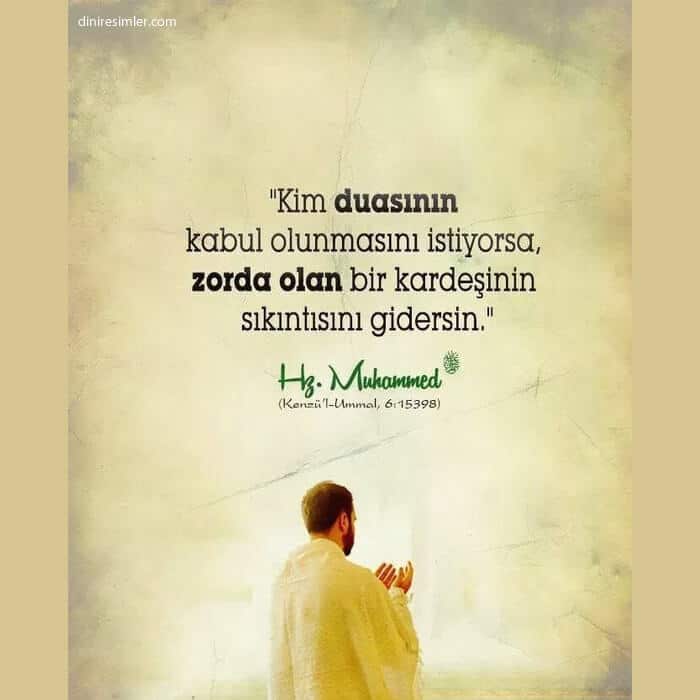 diniresimler.com
"Kim duasının
kabul olunmasını istiyorsa,
zorda olan bir kardeşinin
sıkıntısını gidersin."
Hz. Muhammed
(Kenzü'l-Ummal, 6:15398)